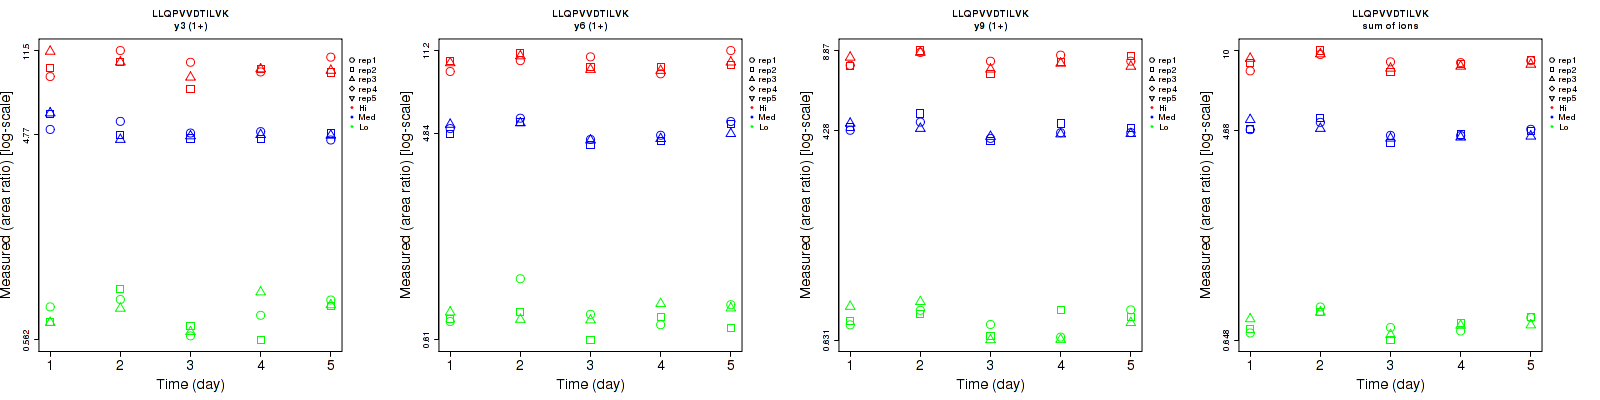 LLQPVVDTILVK
y3 (1+)
Measured (area ratio) [log-scale]
11.5
4.77
0.562
1 2 3 4 5
Time (day)
rep1
rep2
rep3
rep4
rep5
Hi
Med
Lo
LLQPVVDTILVK
y6 (1+)
Measured (area ratio) [log-scale]
11.2
4.84
0.61
1 2 3 4 5
Time (day)
rep1
rep2
rep3
rep4
rep5
Hi
Med
Lo
LLQPVVDTILVK
y9 (1+)
Measured (area ratio) [log-scale]
8.87
4.28
0.631
1 2 3 4 5
Time (day)
rep1
rep2
rep3
rep4
rep5
Hi
Med
Lo
LLQPVVDTILVK
sum of ions
Measured (area ratio) [log-scale]
10
4.68
0.648
1 2 3 4 5
Time (day)
rep1
rep2
rep3
rep4
rep5
Hi
Med
Lo